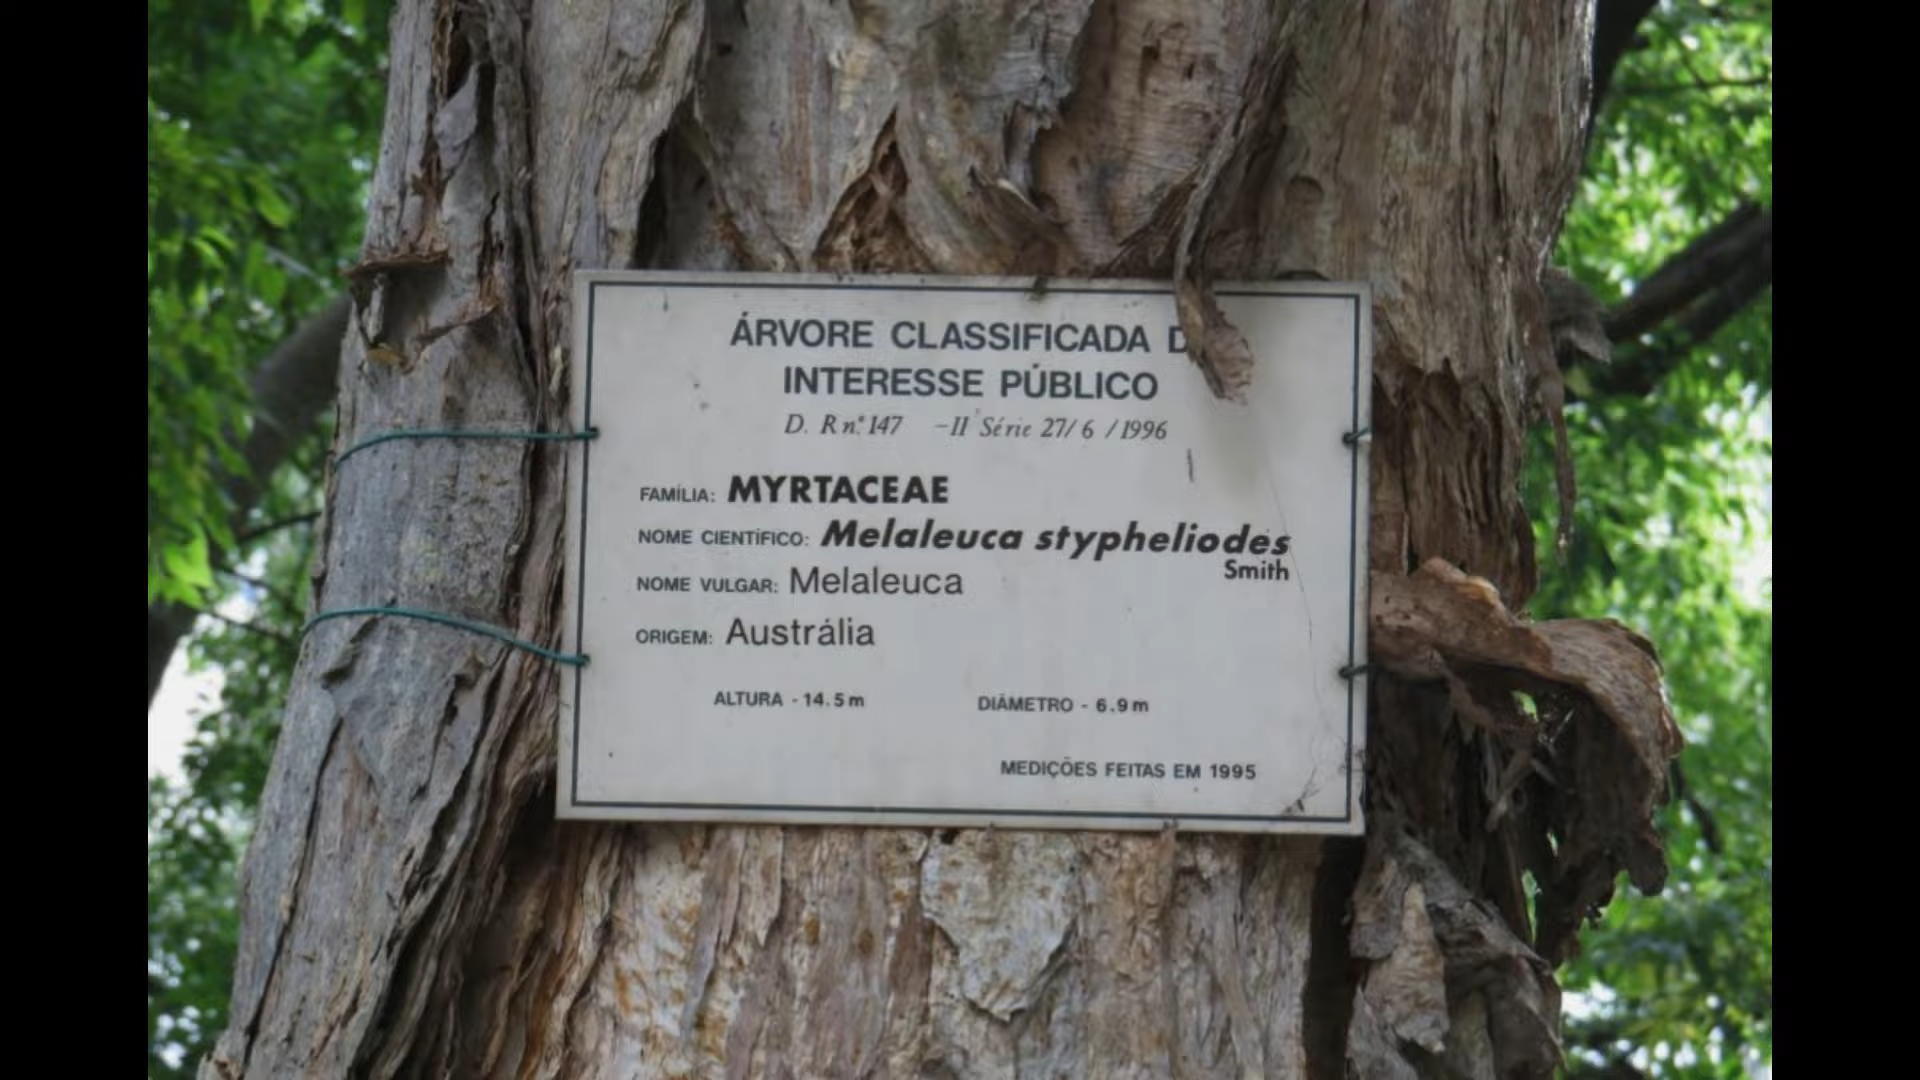 ÁRVORE CLASSIFICADA D
INTERESSE PÚBLICO
D. R nº 147 - IIª Série 27/ 6 / 1996
FAMÍLIA: MYRTACEAE
NOME CIENTÍFICO: Melaleuca stypheliodes
Smith
NOME VULGAR: Melaleuca
ORIGEM: Austrália
ALTURA - 14.5 m DIÂMETRO - 6.9 m
MEDIÇÕES FEITAS EM 1995